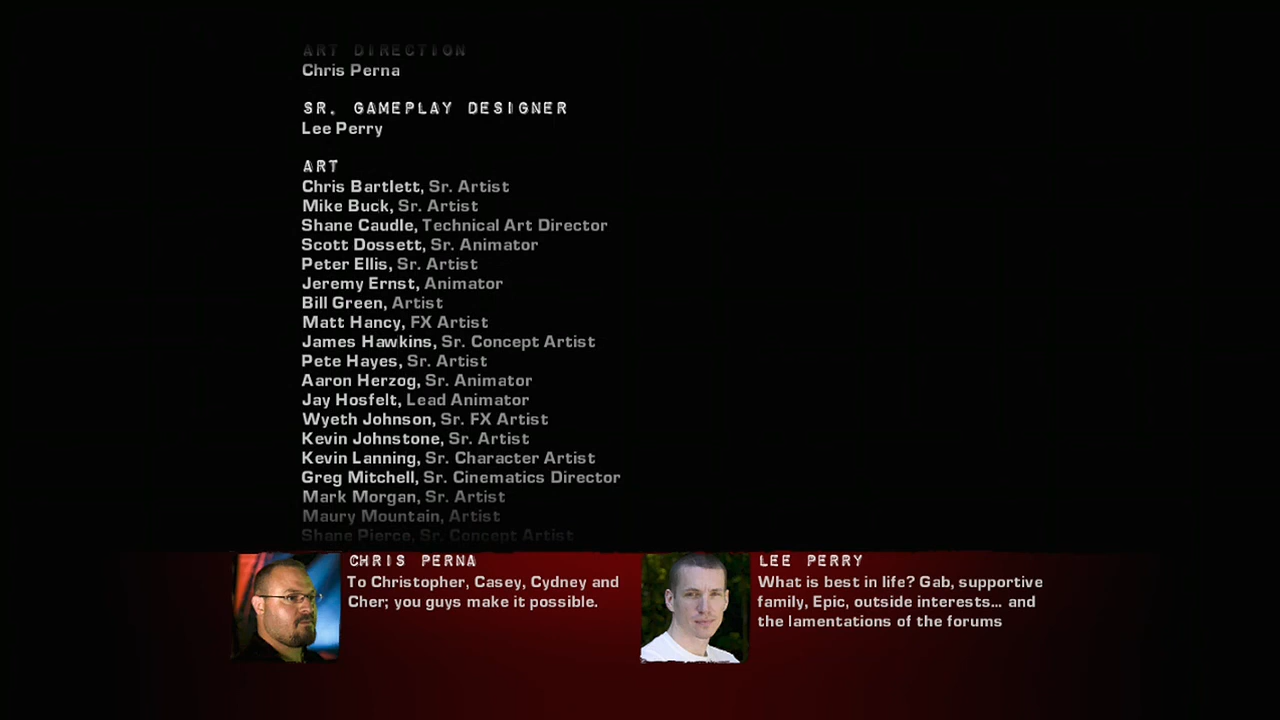 ART DIRECTION
Chris Perna
SR. GAMEPLAY DESIGNER
Lee Perry
ART
Chris Bartlett, Sr. Artist
Mike Buck, Sr. Artist
Shane Caudle, Technical Art Director
Scott Dossett, Sr. Animator
Peter Ellis, Sr. Artist
Jeremy Ernst, Animator
Bill Green, Artist
Matt Hancy, FX Artist
James Hawkins, Sr. Concept Artist
Pete Hayes, Sr. Artist
Aaron Herzog, Sr. Animator
Jay Hosfelt, Lead Animator
Wyeth Johnson, Sr. FX Artist
Kevin Johnstone, Sr. Artist
Kevin Lanning, Sr. Character Artist
Greg Mitchell, Sr. Cinematics Director
Mark Morgan, Sr. Artist
Maury Mountain, Artist
Shane Pierce, Sr. Concept Artist
CHRIS PERNA
To Christopher, Casey, Cydney and
Cher; you guys make it possible.
LEE PERRY
What is best in life? Gab, supportive
family, Epic, outside interests... and
the lamentations of the forums